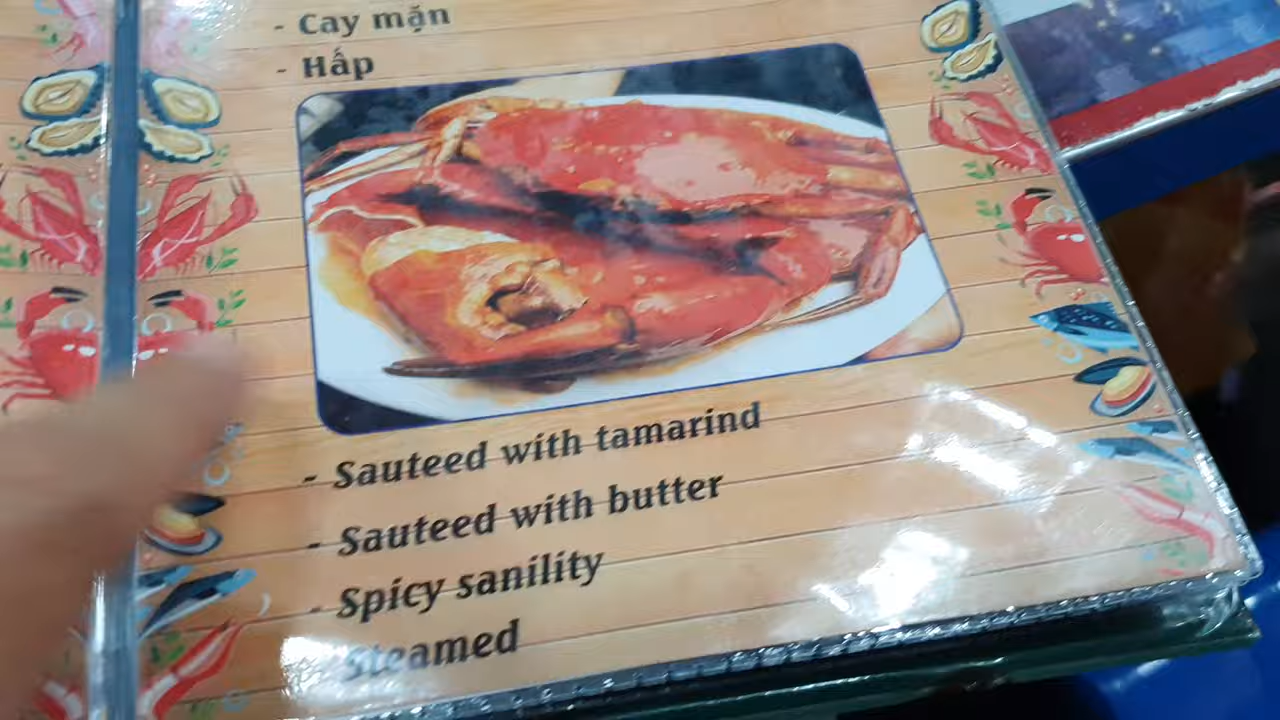 - Cay mặn
- Hấp
- Sauteed with tamarind
- Sauteed with butter
- Spicy sanility
Steamed